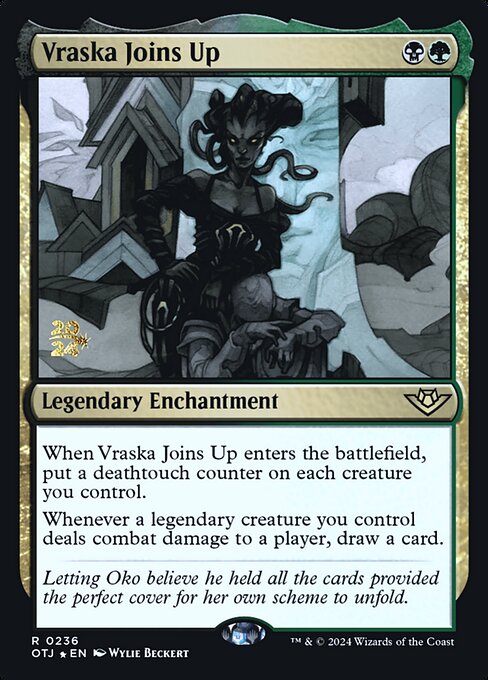 Vraska Joins Up
Legendary Enchantment
When Vraska Joins Up enters the battlefield,
put a deathtouch counter on each creature
you control.
Whenever a legendary creature you control
deals combat damage to a player, draw a card.
Letting Oko believe he held all the cards provided
the perfect cover for her own scheme to unfold.
R 0236
OTJ ★ EN Wylie Beckert
™ & © 2024 Wizards of the Coast